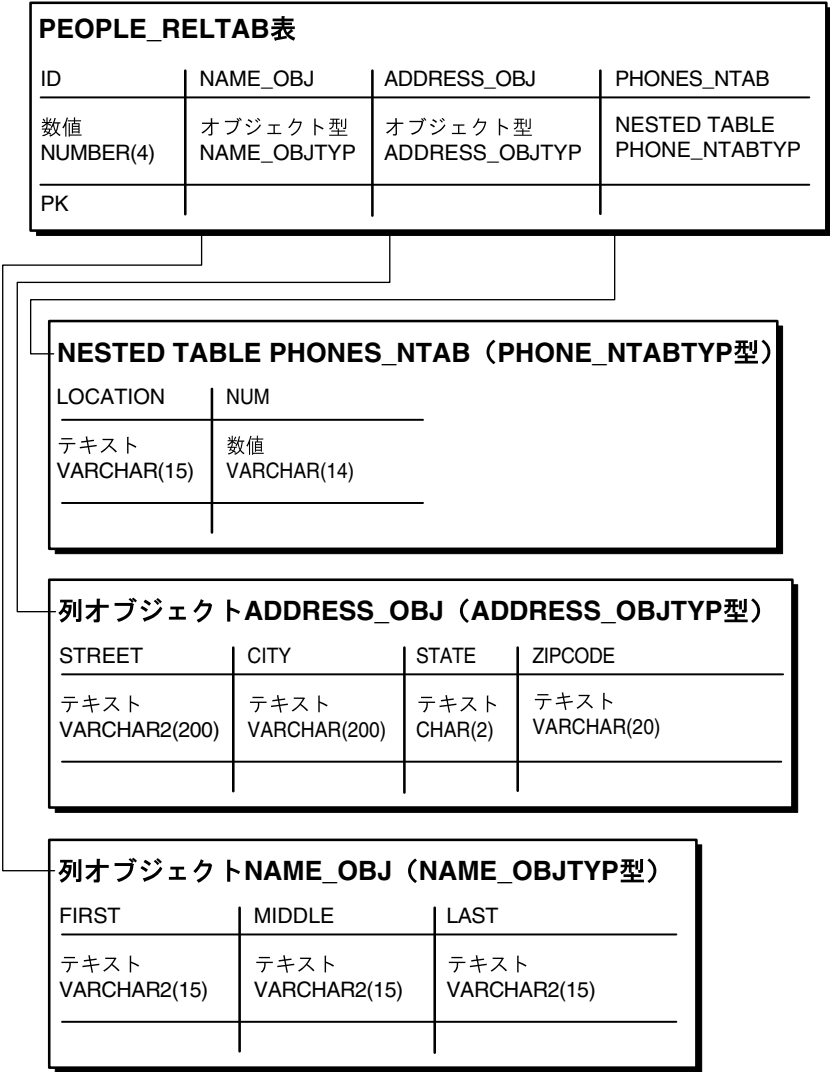 PEOPLE_RELTAB表
ID NAME_OBJ ADDRESS_OBJ PHONES_NTAB
数値 オブジェクト型 オブジェクト型 NESTED TABLE
NUMBER(4) NAME_OBJTYP ADDRESS_OBJTYP PHONE_NTABTYP
PK
NESTED TABLE PHONES_NTAB（PHONE_NTABTYP型）
LOCATION NUM
テキスト 数値
VARCHAR(15) VARCHAR(14)
列オブジェクトADDRESS_OBJ（ADDRESS_OBJTYP型）
STREET CITY STATE ZIPCODE
テキスト テキスト テキスト テキスト
VARCHAR2(200) VARCHAR(200) CHAR(2) VARCHAR(20)
列オブジェクトNAME_OBJ（NAME_OBJTYP型）
FIRST MIDDLE LAST
テキスト テキスト テキスト
VARCHAR2(15) VARCHAR2(15) VARCHAR2(15)